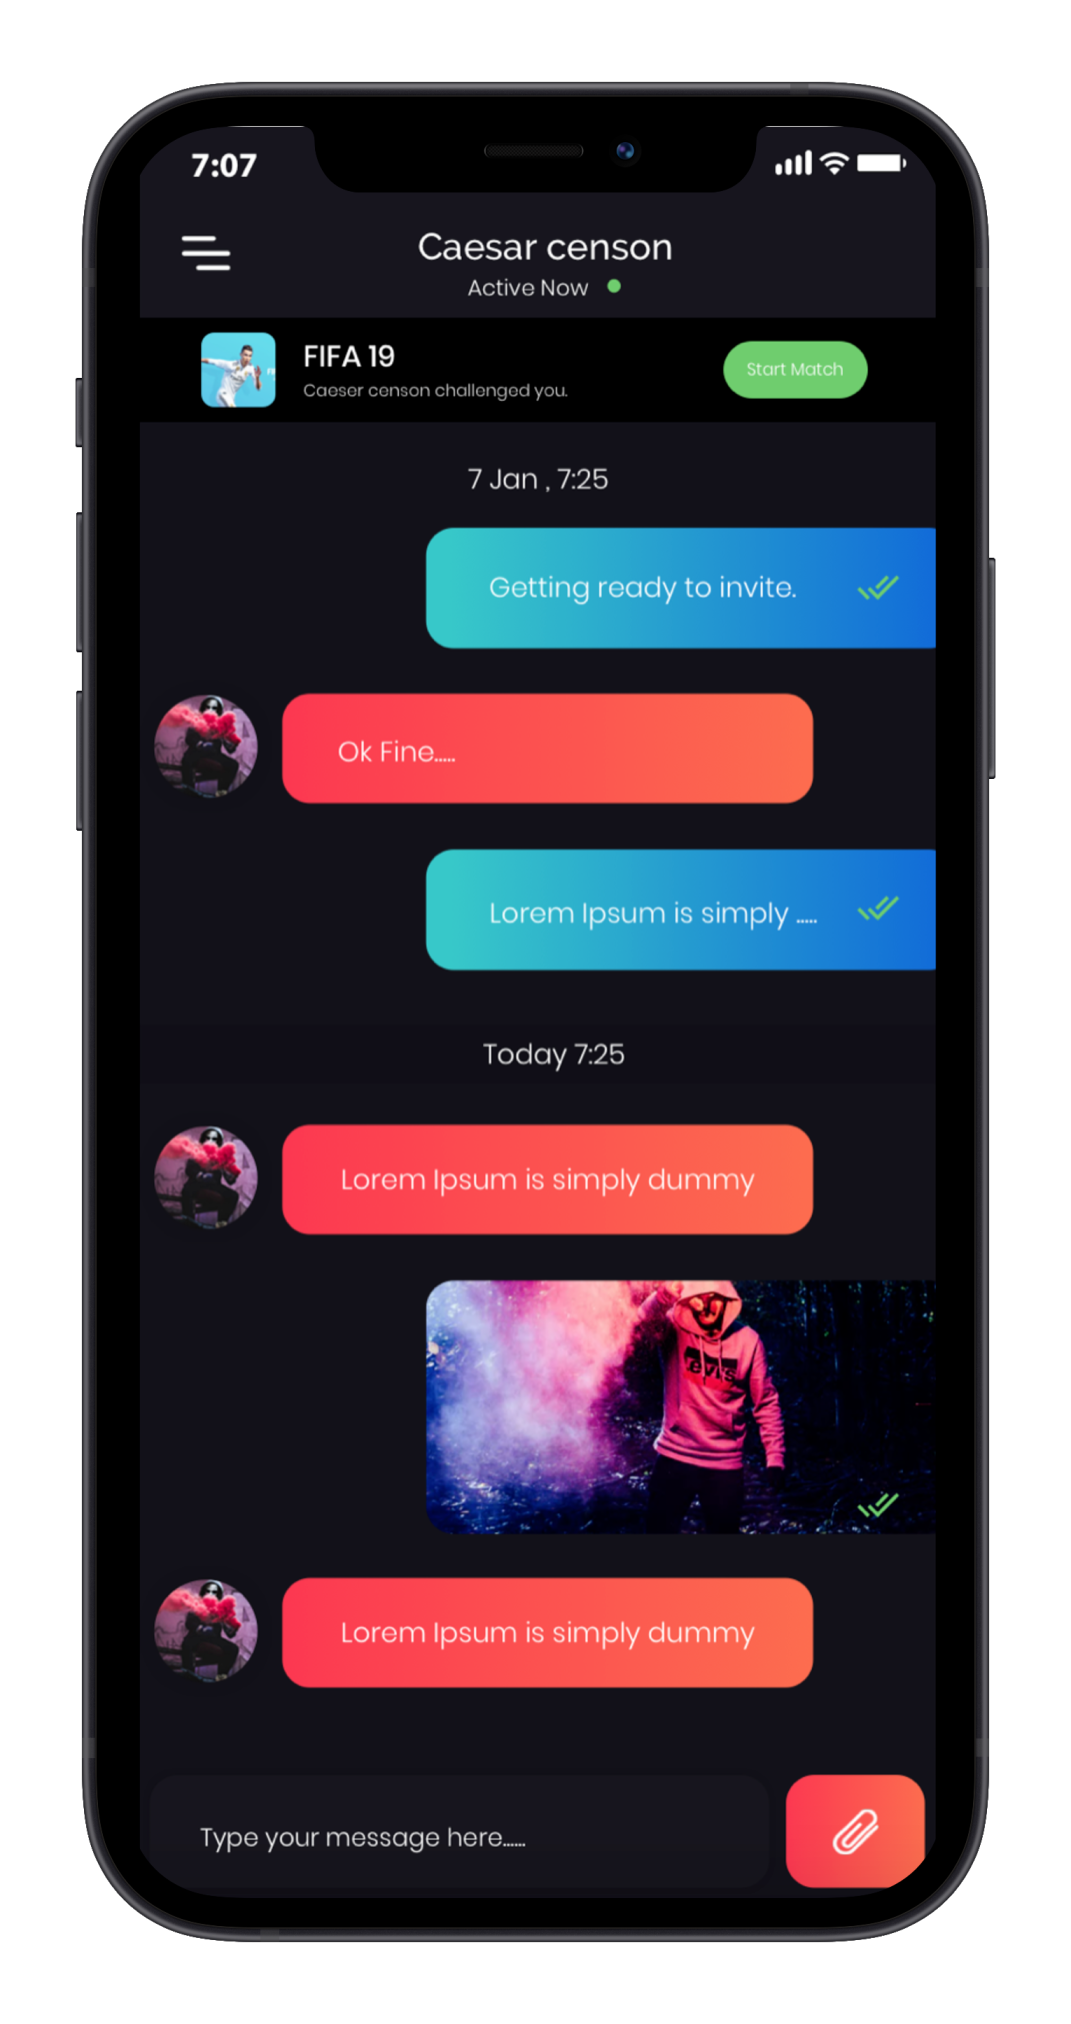 7:07
Caesar censon
Active Now
FIFA 19
Caeser censon challenged you.
Start Match
7 Jan , 7:25
Getting ready to invite.
Ok Fine.....
Lorem Ipsum is simply .....
Today 7:25
Lorem Ipsum is simply dummy
Lorem Ipsum is simply dummy
Type your message here......